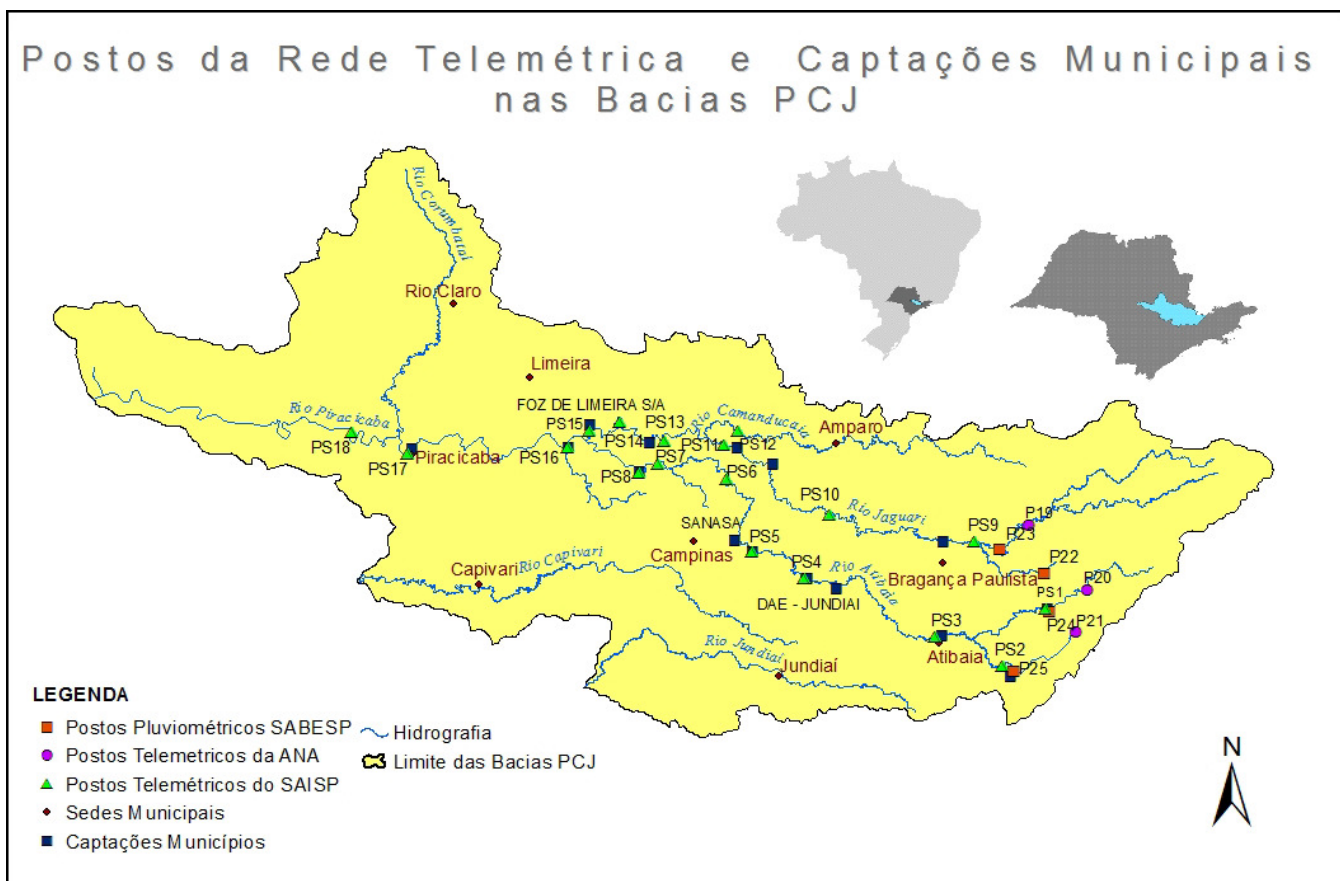 Postos da Rede Telemétrica e Captações Municipais
nas Bacias PCJ
Rio Corumbataí
Rio Claro
Limeira
Rio Piracicaba
FOZ DE LIMEIRA S/A
PS15
PS14
PS13
Rio Camanducaia
Amparo
PS18
PS17
Piracicaba
PS16
PS11
PS12
PS8
PS7
PS6
PS10
Rio Jaguari
PS9
P19
P23
SANASA
Campinas
PS5
Capivari
Rio Capivari
PS4
Rio Atibaia
Bragança Paulista
P22
P20
DAE - JUNDIAI
PS1
P24
P21
PS3
Atibaia
PS2
P25
Rio Jundiaí
Jundiaí
LEGENDA
Postos Pluviométricos SABESP
Postos Telemetricos da ANA
Postos Telemétricos do SAISP
Sedes Municipais
Captações Municípios
Hidrografia
Limite das Bacias PCJ
N